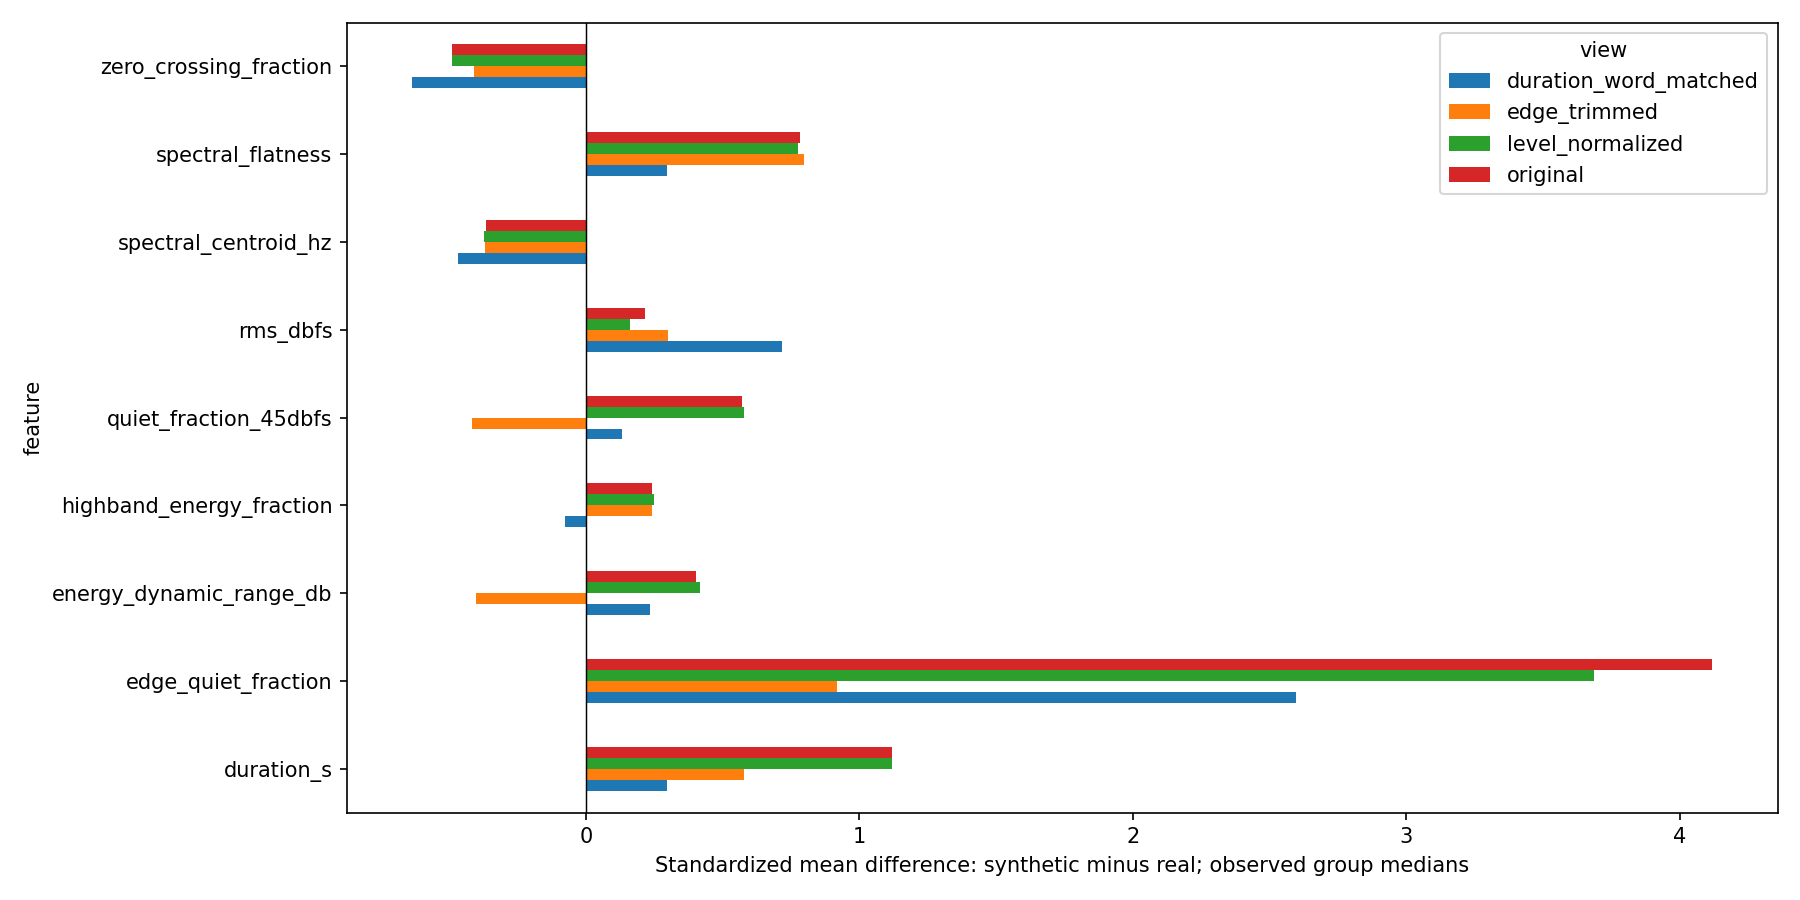 zero_crossing_fraction
spectral_flatness
spectral_centroid_hz
rms_dbfs
quiet_fraction_45dbfs
highband_energy_fraction
energy_dynamic_range_db
edge_quiet_fraction
duration_s
feature
view
duration_word_matched
edge_trimmed
level_normalized
original
0 1 2 3 4
Standardized mean difference: synthetic minus real; observed group medians